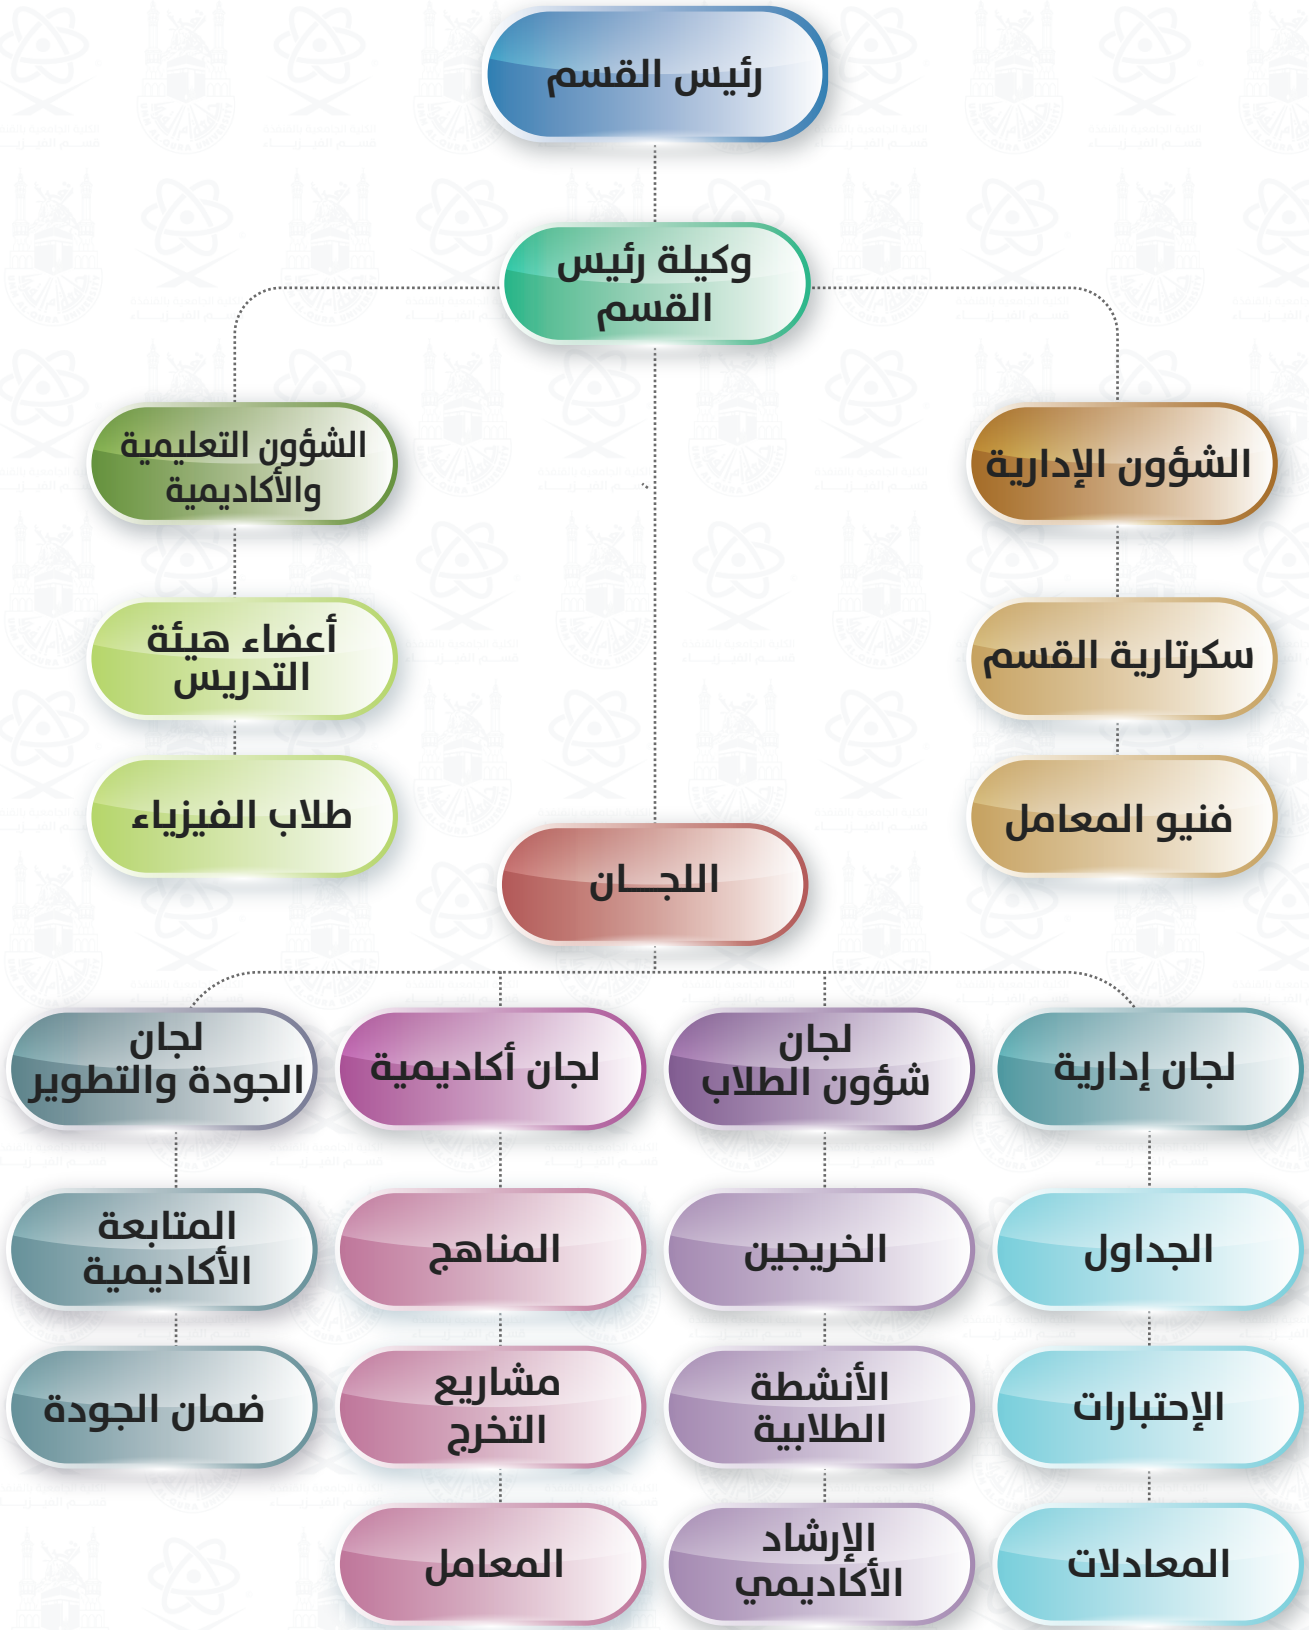 رئيس القسم
وكيلة رئيس
القسم
الشؤون الإدارية
الشؤون التعليمية
والأكاديمية
سكرتارية القسم
أعضاء هيئة
التدريس
فنيو المعامل
طلاب الفيزياء
اللجـــان
لجان إدارية
لجان
شؤون الطلاب
لجان أكاديمية
لجان
الجودة والتطوير
الجداول
الخريجين
المناهج
المتابعة
الأكاديمية
الإحتبارات
الأنشطة
الطلابية
مشاريع
التخرج
ضمان الجودة
المعادلات
الإرشاد
الأكاديمي
المعامل